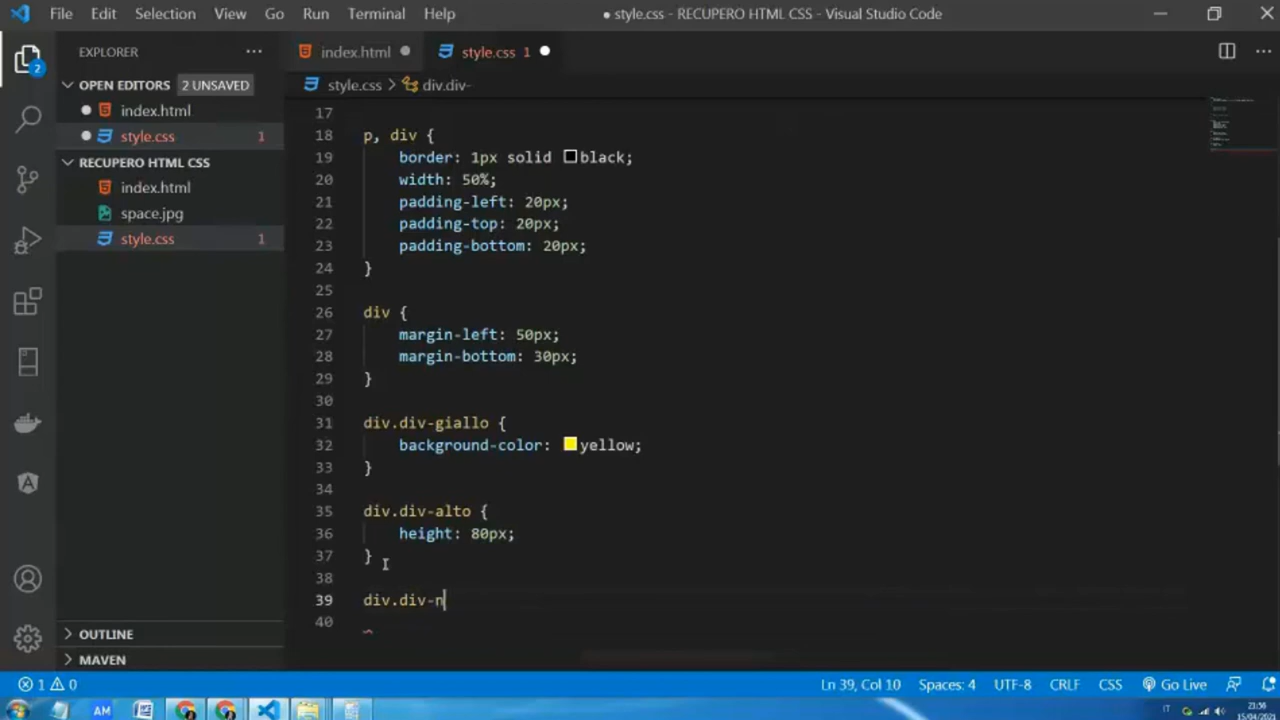 File Edit Selection View Go Run Terminal Help
● style.css - RECUPERO HTML CSS - Visual Studio Code
EXPLORER
index.html
style.css 1
OPEN EDITORS 2 UNSAVED
style.css > div.div-
index.html
style.css 1
RECUPERO HTML CSS
index.html
space.jpg
style.css 1
2
17
18 p, div {
19 border: 1px solid black;
20 width: 50%;
21 padding-left: 20px;
22 padding-top: 20px;
23 padding-bottom: 20px;
24 }
25
26 div {
27 margin-left: 50px;
28 margin-bottom: 30px;
29 }
30
31 div.div-giallo {
32 background-color: yellow;
33 }
34
35 div.div-alto {
36 height: 80px;
37 }
38
39 div.div-n
40
OUTLINE
MAVEN
1 0
Ln 39, Col 10 Spaces: 4 UTF-8 CRLF CSS Go Live
AM
IT
21:56